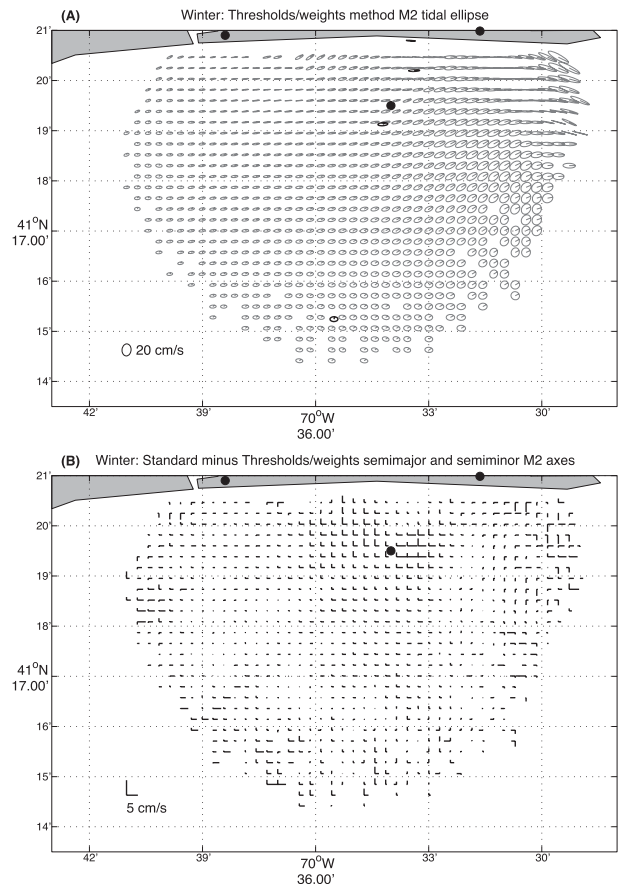 (A) Winter: Thresholds/weights method M2 tidal ellipse
21'
20'
19'
18'
41°N
17.00'
16'
15'
14'
20 cm/s
42' 39' 70°W 33' 30'
36.00'
(B) Winter: Standard minus Thresholds/weights semimajor and semiminor M2 axes
21'
20'
19'
18'
41°N
17.00'
16'
15'
14'
5 cm/s
42' 39' 70°W 33' 30'
36.00'